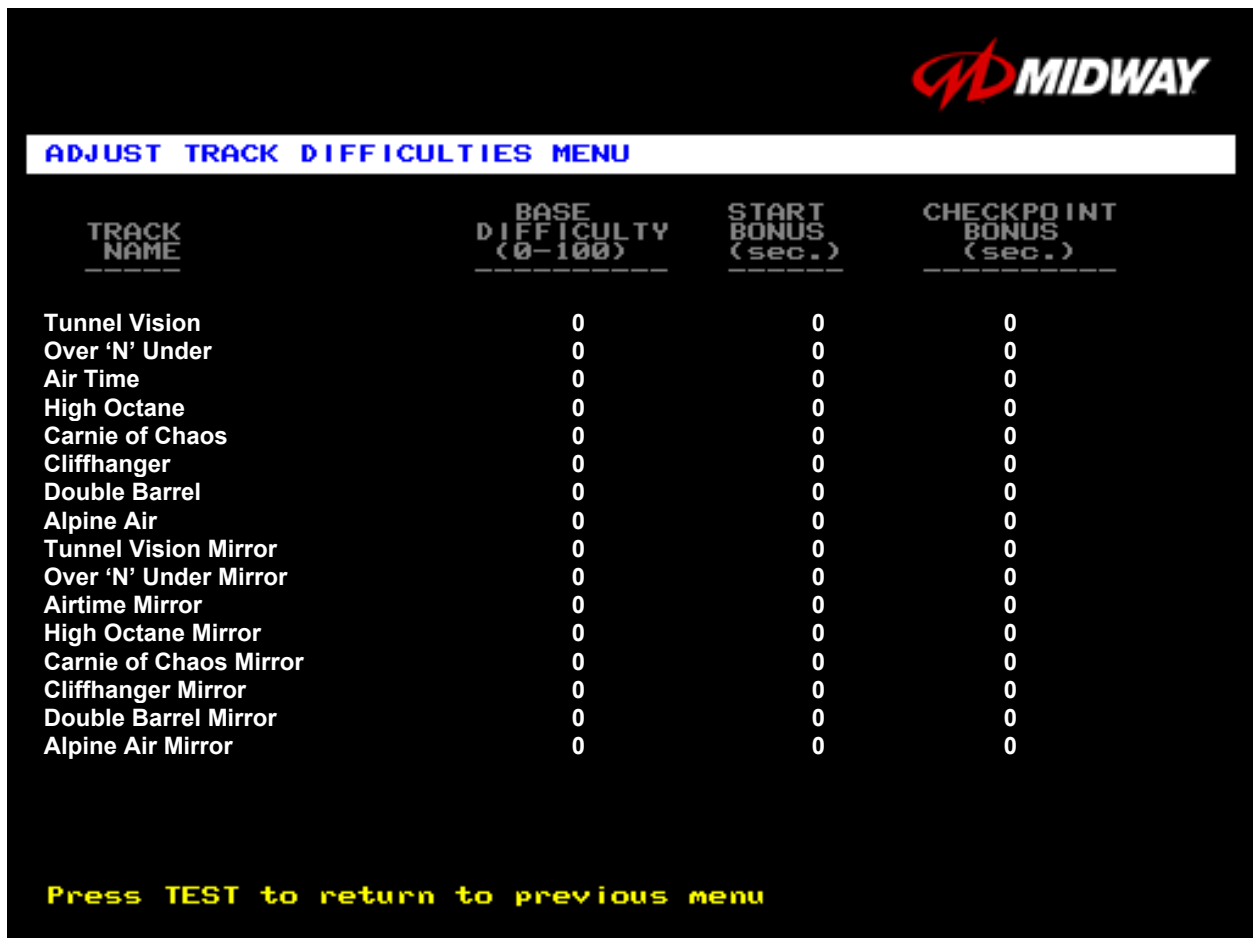 MIDWAY
ADJUST TRACK DIFFICULTIES MENU
TRACK NAME BASE DIFFICULTY (0-100) START BONUS (sec.) CHECKPOINT BONUS (sec.)
----- ---------- ------ ----------
Tunnel Vision 0 0 0
Over ‘N’ Under 0 0 0
Air Time 0 0 0
High Octane 0 0 0
Carnie of Chaos 0 0 0
Cliffhanger 0 0 0
Double Barrel 0 0 0
Alpine Air 0 0 0
Tunnel Vision Mirror 0 0 0
Over ‘N’ Under Mirror 0 0 0
Airtime Mirror 0 0 0
High Octane Mirror 0 0 0
Carnie of Chaos Mirror 0 0 0
Cliffhanger Mirror 0 0 0
Double Barrel Mirror 0 0 0
Alpine Air Mirror 0 0 0
Press TEST to return to previous menu